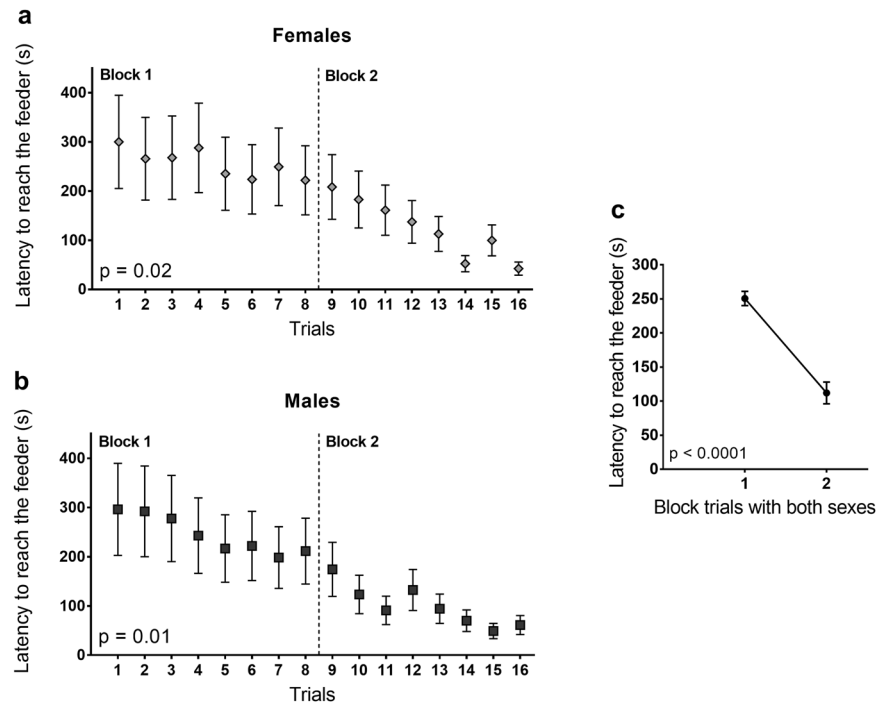 a
Females
Latency to reach the feeder (s)
Block 1
Block 2
400
300
200
100
0
p = 0.02
1 2 3 4 5 6 7 8 9 10 11 12 13 14 15 16
Trials
b
Males
Latency to reach the feeder (s)
Block 1
Block 2
400
300
200
100
0
p = 0.01
1 2 3 4 5 6 7 8 9 10 11 12 13 14 15 16
Trials
c
Latency to reach the feeder (s)
300
250
200
150
100
50
0
p < 0.0001
1 2
Block trials with both sexes